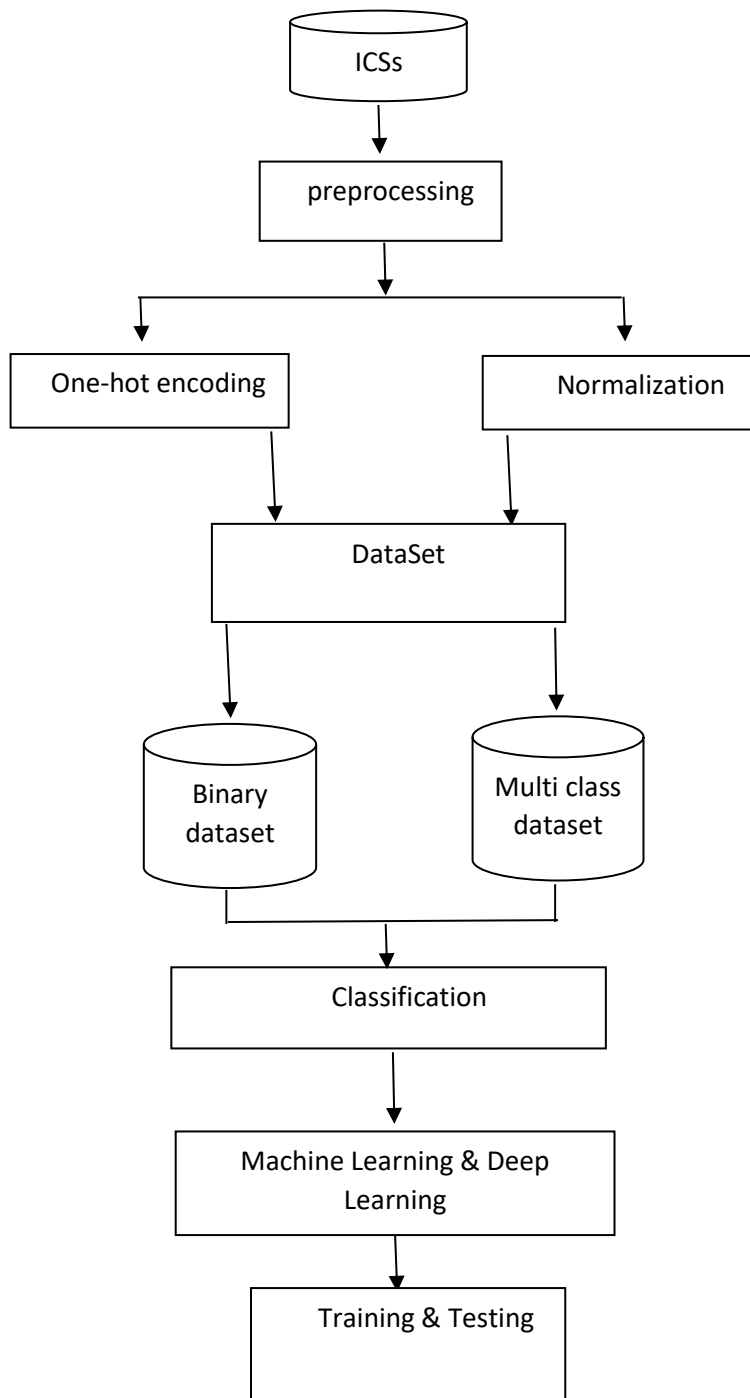 ICSs
preprocessing
One-hot encoding
Normalization
DataSet
Binary
dataset
Multi class
dataset
Classification
Machine Learning & Deep
Learning
Training & Testing